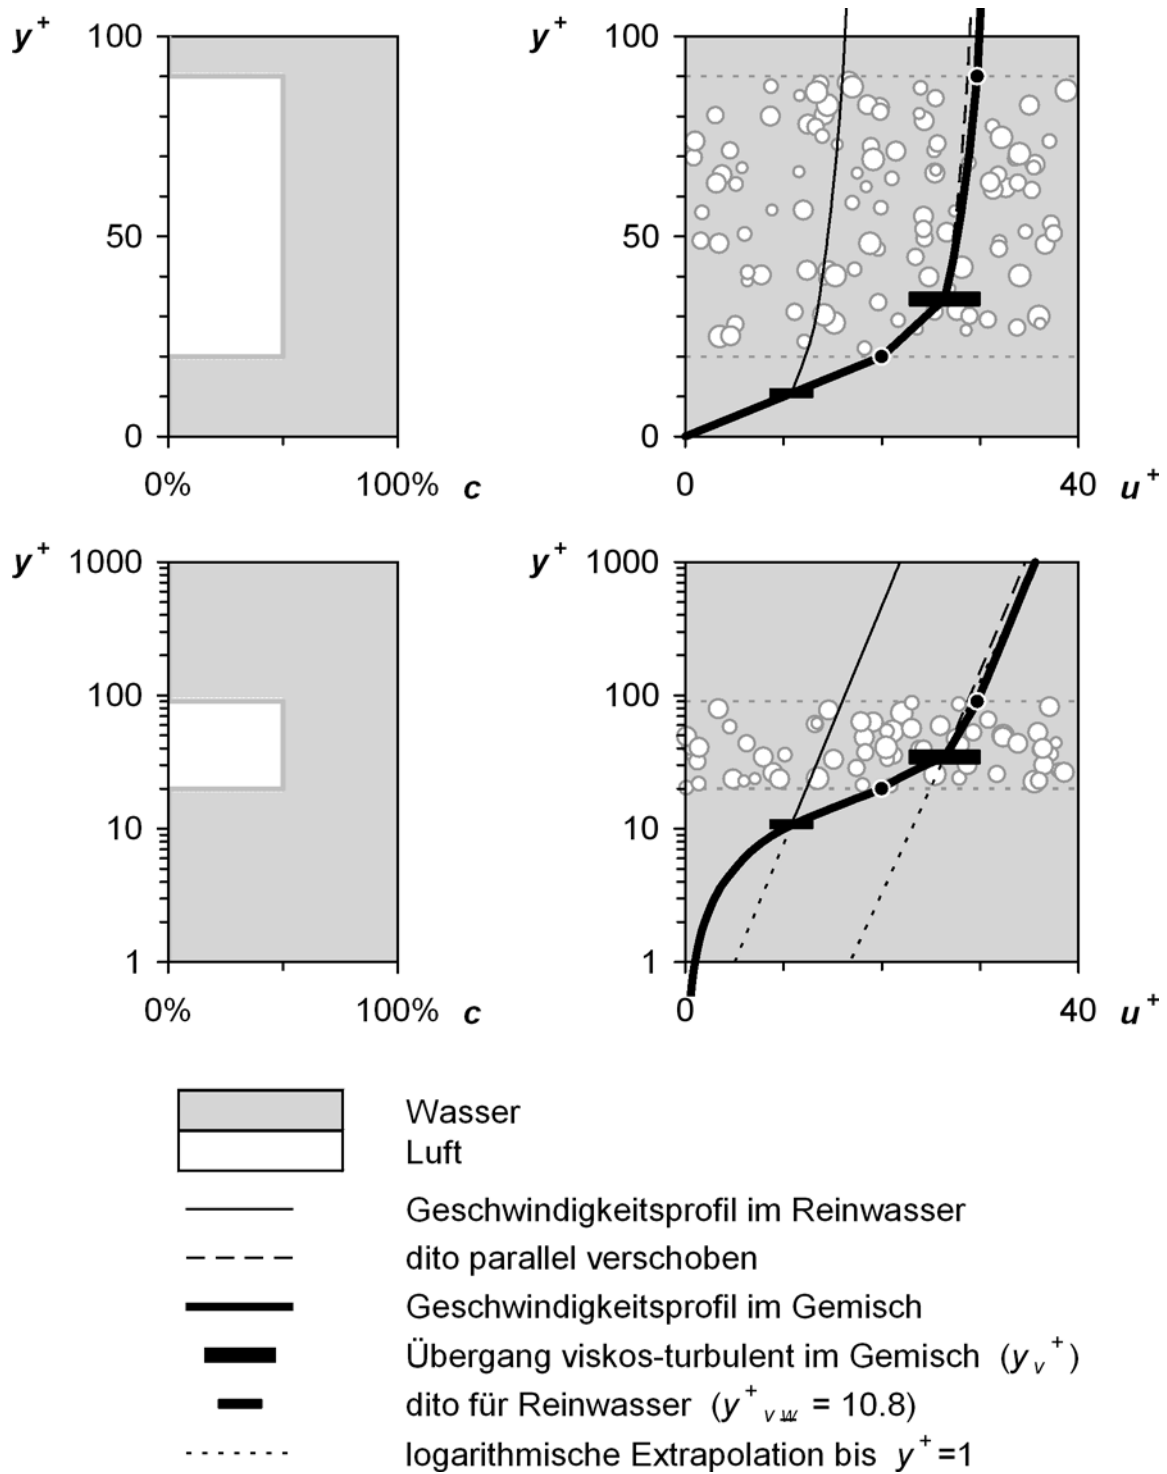 y+ 100
50
0
0% 100% c
y+ 100
50
0
0 40 u+
y+ 1000
100
10
1
0% 100% c
y+ 1000
100
10
1
0 40 u+
Wasser
Luft
Geschwindigkeitsprofil im Reinwasser
dito parallel verschoben
Geschwindigkeitsprofil im Gemisch
Übergang viskos-turbulent im Gemisch (y_v+)
dito für Reinwasser (y+_vw = 10.8)
logarithmische Extrapolation bis y+=1